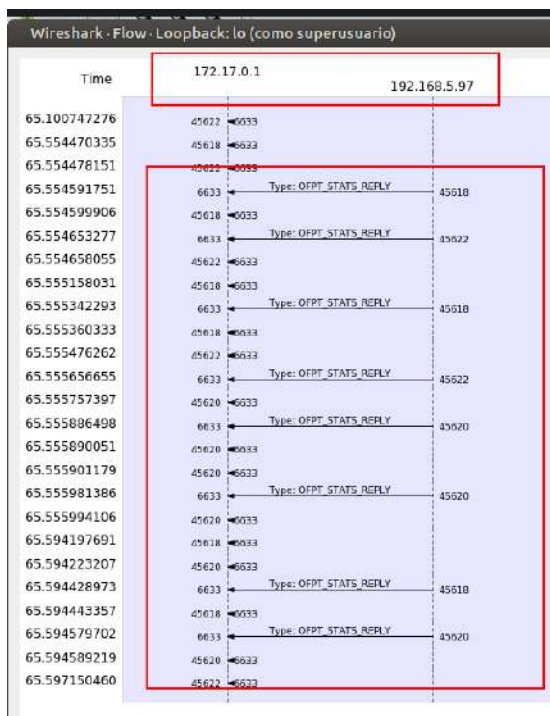 Wireshark · Flow · Loopback: lo (como superusuario)
Time 172.17.0.1 192.168.5.97
65.100747276 45622 6633
65.554470335 45618 6633
65.554478151 45622 6633
65.554591751 6633 Type: OFPT_STATS_REPLY 45618
65.554599906 45618 6633
65.554653277 6633 Type: OFPT_STATS_REPLY 45622
65.554658055 45622 6633
65.555158031 45618 6633
65.555342293 6633 Type: OFPT_STATS_REPLY 45618
65.555360333 45618 6633
65.555476262 45622 6633
65.555656655 6633 Type: OFPT_STATS_REPLY 45622
65.555757397 45620 6633
65.555886498 6633 Type: OFPT_STATS_REPLY 45620
65.555890051 45620 6633
65.555901179 45620 6633
65.555981386 6633 Type: OFPT_STATS_REPLY 45620
65.555994106 45620 6633
65.594197691 45618 6633
65.594223207 45620 6633
65.594428973 6633 Type: OFPT_STATS_REPLY 45618
65.594443357 45618 6633
65.594579702 6633 Type: OFPT_STATS_REPLY 45620
65.594589219 45620 6633
65.597150460 45622 6633